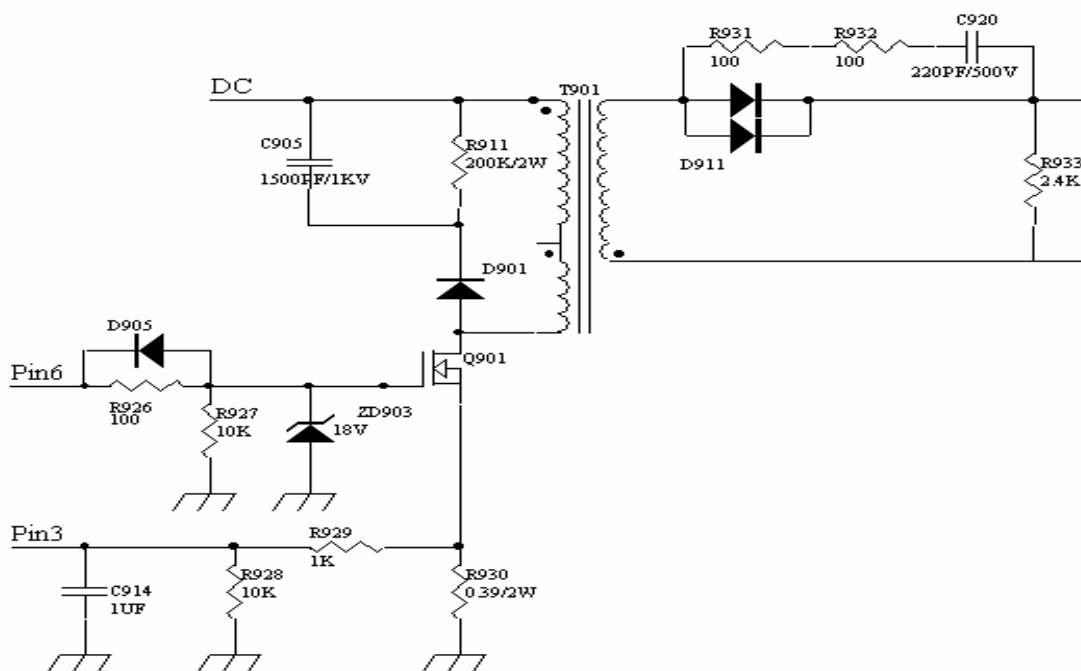 C920
R931
R932
100
100
220PF/500V
DC
T901
C905
1500PF/1KV
R911
200K/2W
D911
R933
2.4K
D901
D905
Pin6
Q901
R926
100
R927
10K
ZD903
18V
Pin3
R929
1K
C914
1UF
R928
10K
R930
0.39/2W